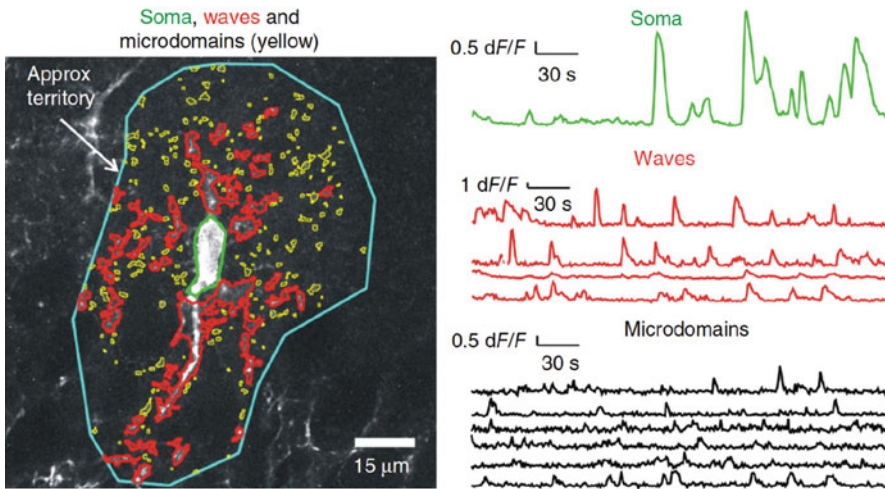 Soma, waves and
microdomains (yellow)
Approx
territory
15 μm
Soma
0.5 dF/F
30 s
Waves
1 dF/F
30 s
Microdomains
0.5 dF/F
30 s